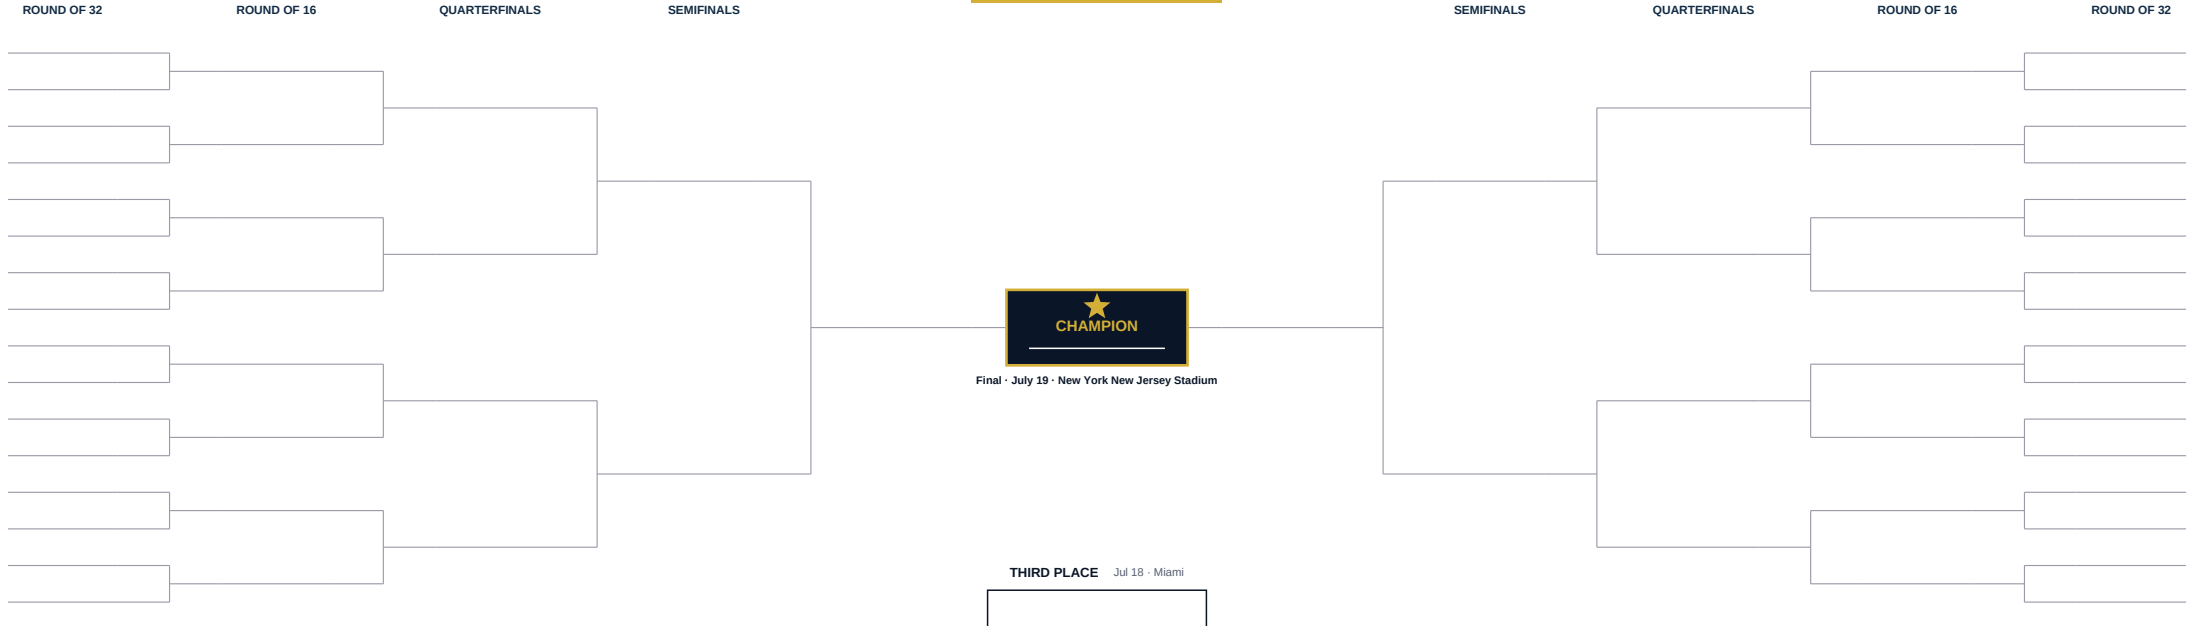 ROUND OF 32
ROUND OF 16
QUARTERFINALS
SEMIFINALS
SEMIFINALS
QUARTERFINALS
ROUND OF 16
ROUND OF 32
CHAMPION
Final · July 19 · New York New Jersey Stadium
THIRD PLACE Jul 18 · Miami